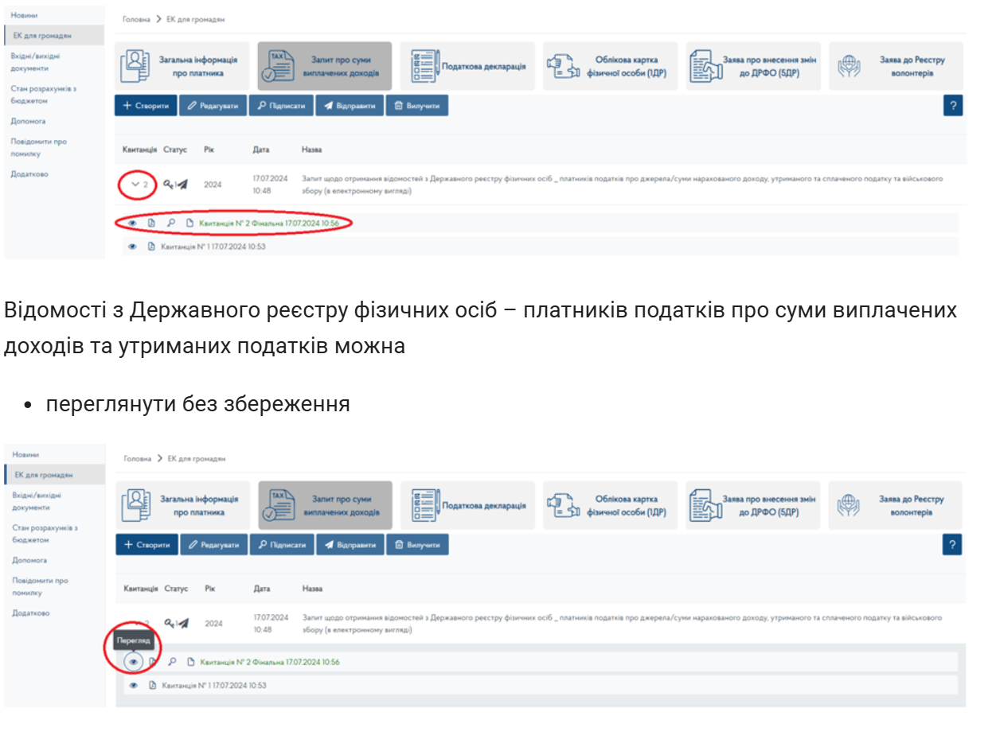 Новини
ЕК для громадян
Вхідні/вихідні
документи
Стан розрахунків з
бюджетом
Допомога
Повідомити про
помилку
Додатково
Головна > ЕК для громадян
Загальна інформація
про платника
TAX
Запит про суми
виплачених доходів
Податкова декларація
Облікова картка
фізичної особи (1ДР)
Заява про внесення змін
до ДРФО (5ДР)
Заява до Реєстру
волонтерів
+ Створити
Редагувати
Підписати
Відправити
Вилучити
?
Квитанція Статус Рік Дата Назва
2 2024 17.07.2024 Запит щодо отримання відомостей з Державного реєстру фізичних осіб _ платників податків про джерела/суми нарахованого доходу, утриманого та сплаченого податку та військового
10:48 збору (в електронному вигляді)
Квитанція N° 2 Фінальна 17.07.2024 10:56
Квитанція N° 1 17.07.2024 10:53
Відомості з Державного реєстру фізичних осіб – платників податків про суми виплачених
доходів та утриманих податків можна
• переглянути без збереження
Новини
ЕК для громадян
Вхідні/вихідні
документи
Стан розрахунків з
бюджетом
Допомога
Повідомити про
помилку
Додатково
Головна > ЕК для громадян
Загальна інформація
про платника
TAX
Запит про суми
виплачених доходів
Податкова декларація
Облікова картка
фізичної особи (1ДР)
Заява про внесення змін
до ДРФО (5ДР)
Заява до Реєстру
волонтерів
+ Створити
Редагувати
Підписати
Відправити
Вилучити
?
Квитанція Статус Рік Дата Назва
2 2024 17.07.2024 Запит щодо отримання відомостей з Державного реєстру фізичних осіб _ платників податків про джерела/суми нарахованого доходу, утриманого та сплаченого податку та військового
10:48 збору (в електронному вигляді)
Перегляд
Квитанція N° 2 Фінальна 17.07.2024 10:56
Квитанція N° 1 17.07.2024 10:53